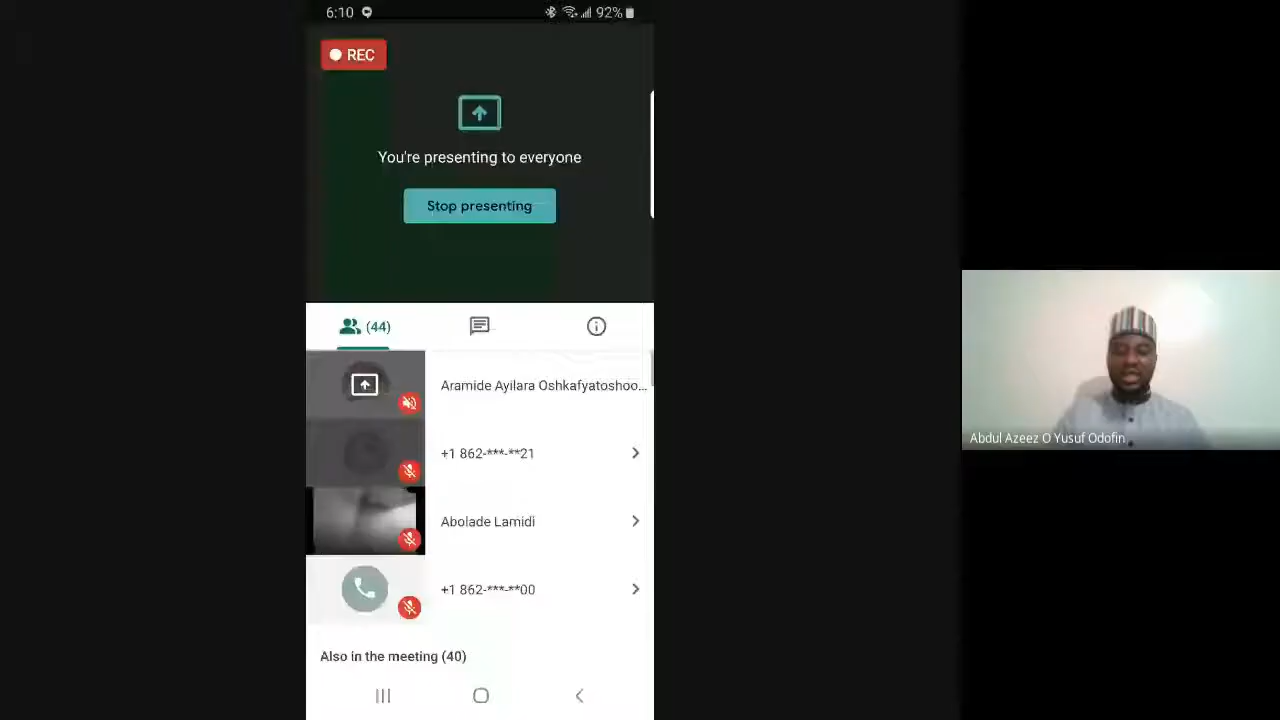 6:10 92%
REC
You're presenting to everyone
Stop presenting
(44)
Aramide Ayilara Oshkafyatoshoo...
+1 862-***-**21
Abolade Lamidi
+1 862-***-**00
Also in the meeting (40)
Abdul Azeez O Yusuf Odofin